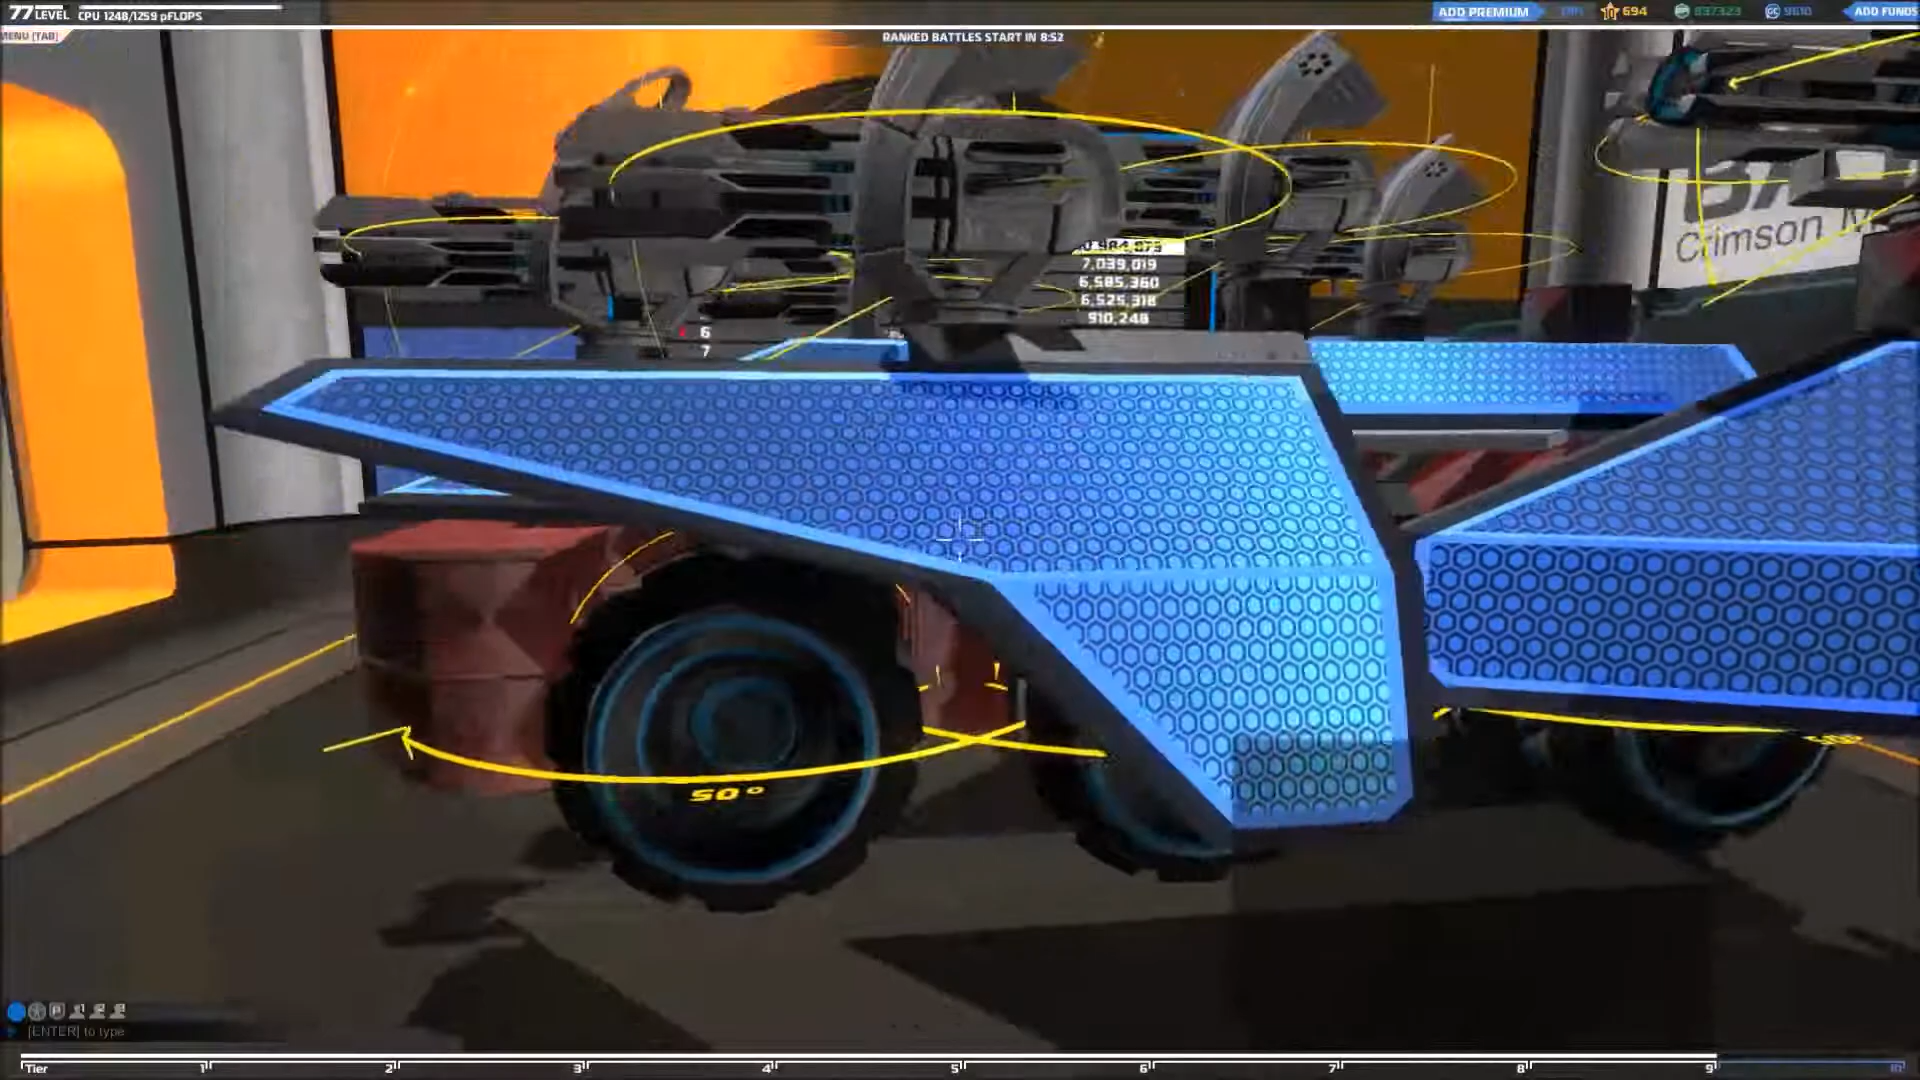 77 LEVEL CPU 1248/1259 pFLOPS
ADD PREMIUM
694
9610
ADD FUNDS
MENU [TAB]
RANKED BATTLES START IN 8:52
Crimson
7,039,019
6,585,360
6,525,318
910,248
6
7
50°
[ENTER] to type
Tier 1 2 3 4 5 6 7 8 9 10